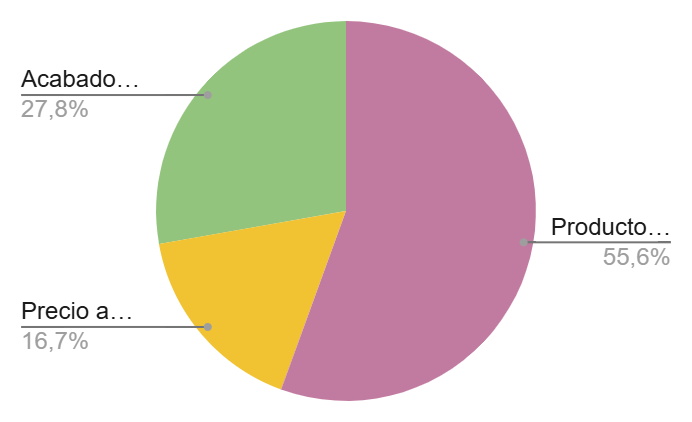 Acabado…
27,8%
Producto…
55,6%
Precio a…
16,7%